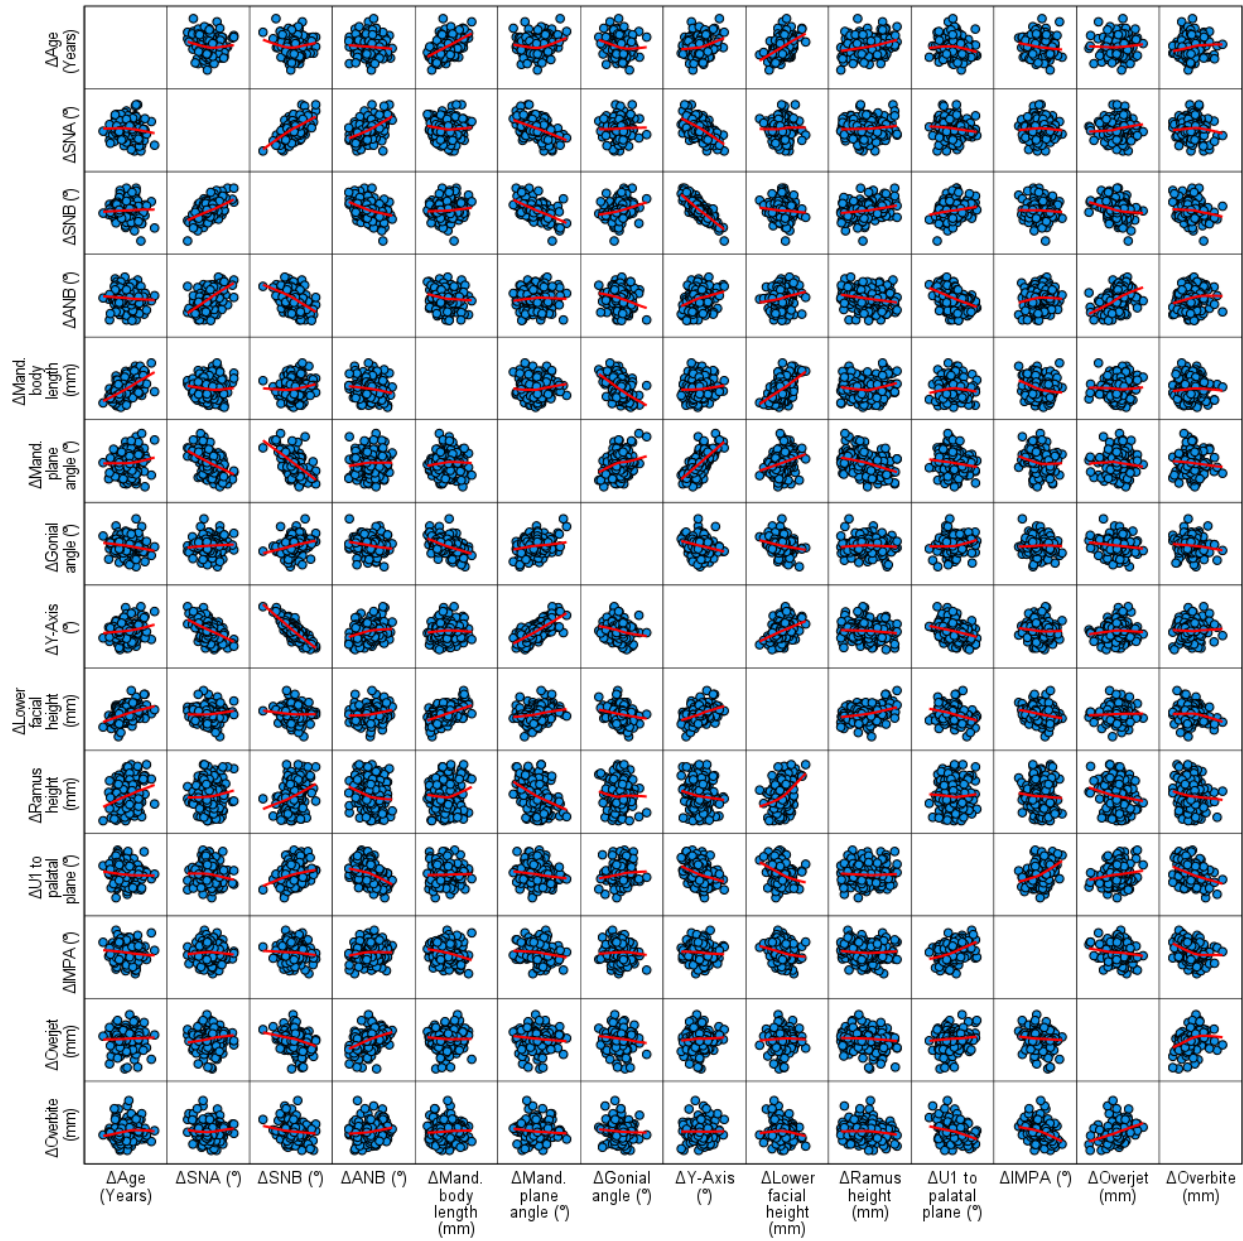 ΔAge
(Years)
ΔSNA (°)
ΔSNB (°)
ΔANB (°)
ΔMand.
body
length
(mm)
ΔMand.
plane
angle (°)
ΔGonial
angle (°)
ΔY-Axis
(°)
ΔLower
facial
height
(mm)
ΔRamus
height
(mm)
ΔU1 to
palatal
plane (°)
ΔIMPA (°)
ΔOverjet
(mm)
ΔOverbite
(mm)
ΔAge
(Years)
ΔSNA (°)
ΔSNB (°)
ΔANB (°)
ΔMand.
body
length
(mm)
ΔMand.
plane
angle (°)
ΔGonial
angle (°)
ΔY-Axis
(°)
ΔLower
facial
height
(mm)
ΔRamus
height
(mm)
ΔU1 to
palatal
plane (°)
ΔIMPA (°)
ΔOverjet
(mm)
ΔOverbite
(mm)